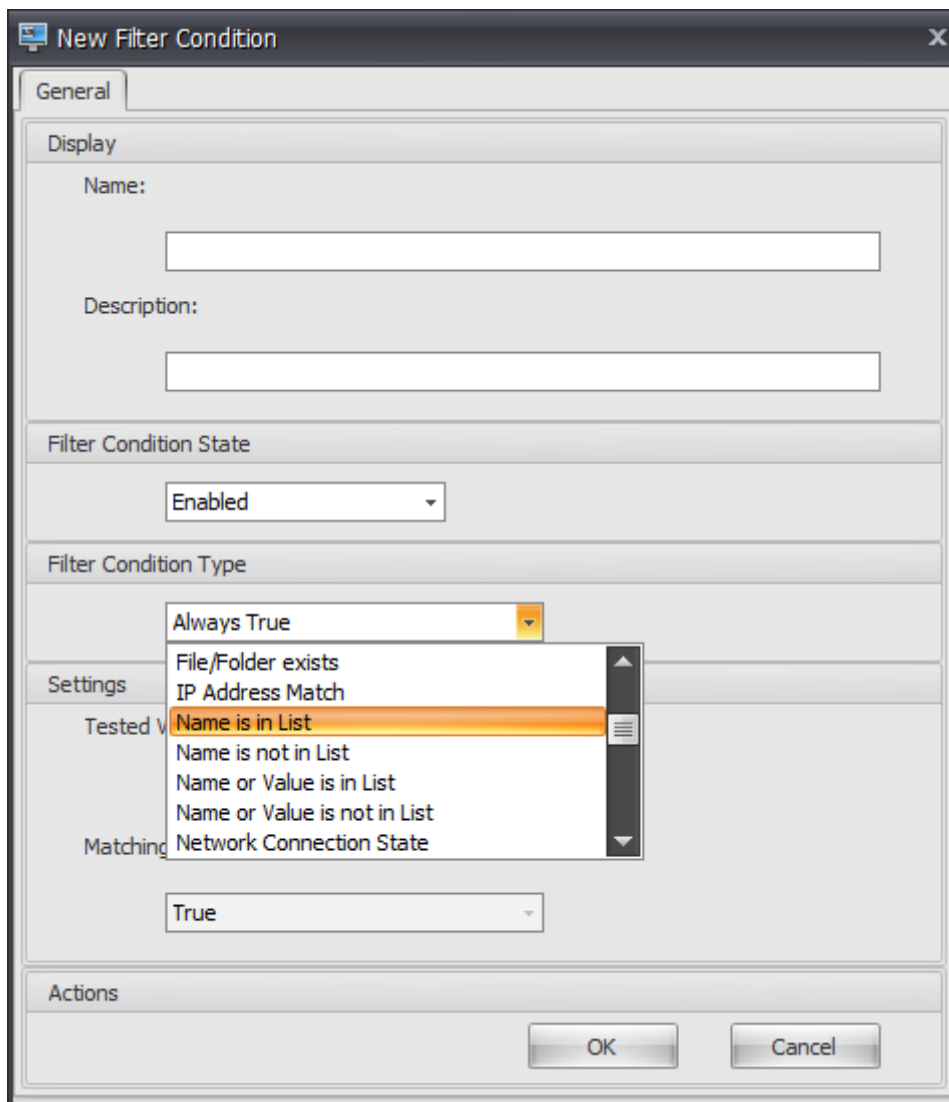 New Filter Condition
General
Display
Name:
Description:
Filter Condition State
Enabled
Filter Condition Type
Always True
File/Folder exists
IP Address Match
Name is in List
Name is not in List
Name or Value is in List
Name or Value is not in List
Network Connection State
Settings
Tested
Matching
True
Actions
OK
Cancel